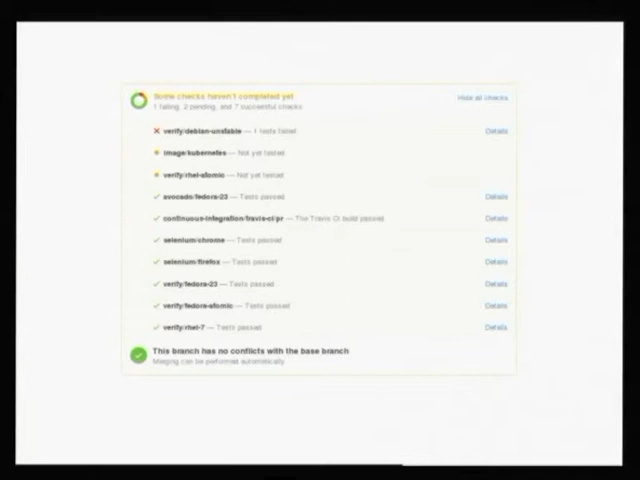 Some checks haven't completed yet
1 failing, 2 pending, and 7 successful checks
Hide all checks
verify/debian-unstable — 1 tests failed Details
image/kubernetes — Not yet tested
verify/rhel-atomic — Not yet tested
avocado/fedora-23 — Tests passed Details
continuous-integration/travis-ci/pr — The Travis CI build passed Details
selenium/chrome — Tests passed Details
selenium/firefox — Tests passed Details
verify/fedora-23 — Tests passed Details
verify/fedora-atomic — Tests passed Details
verify/rhel-7 — Tests passed Details
This branch has no conflicts with the base branch
Merging can be performed automatically.